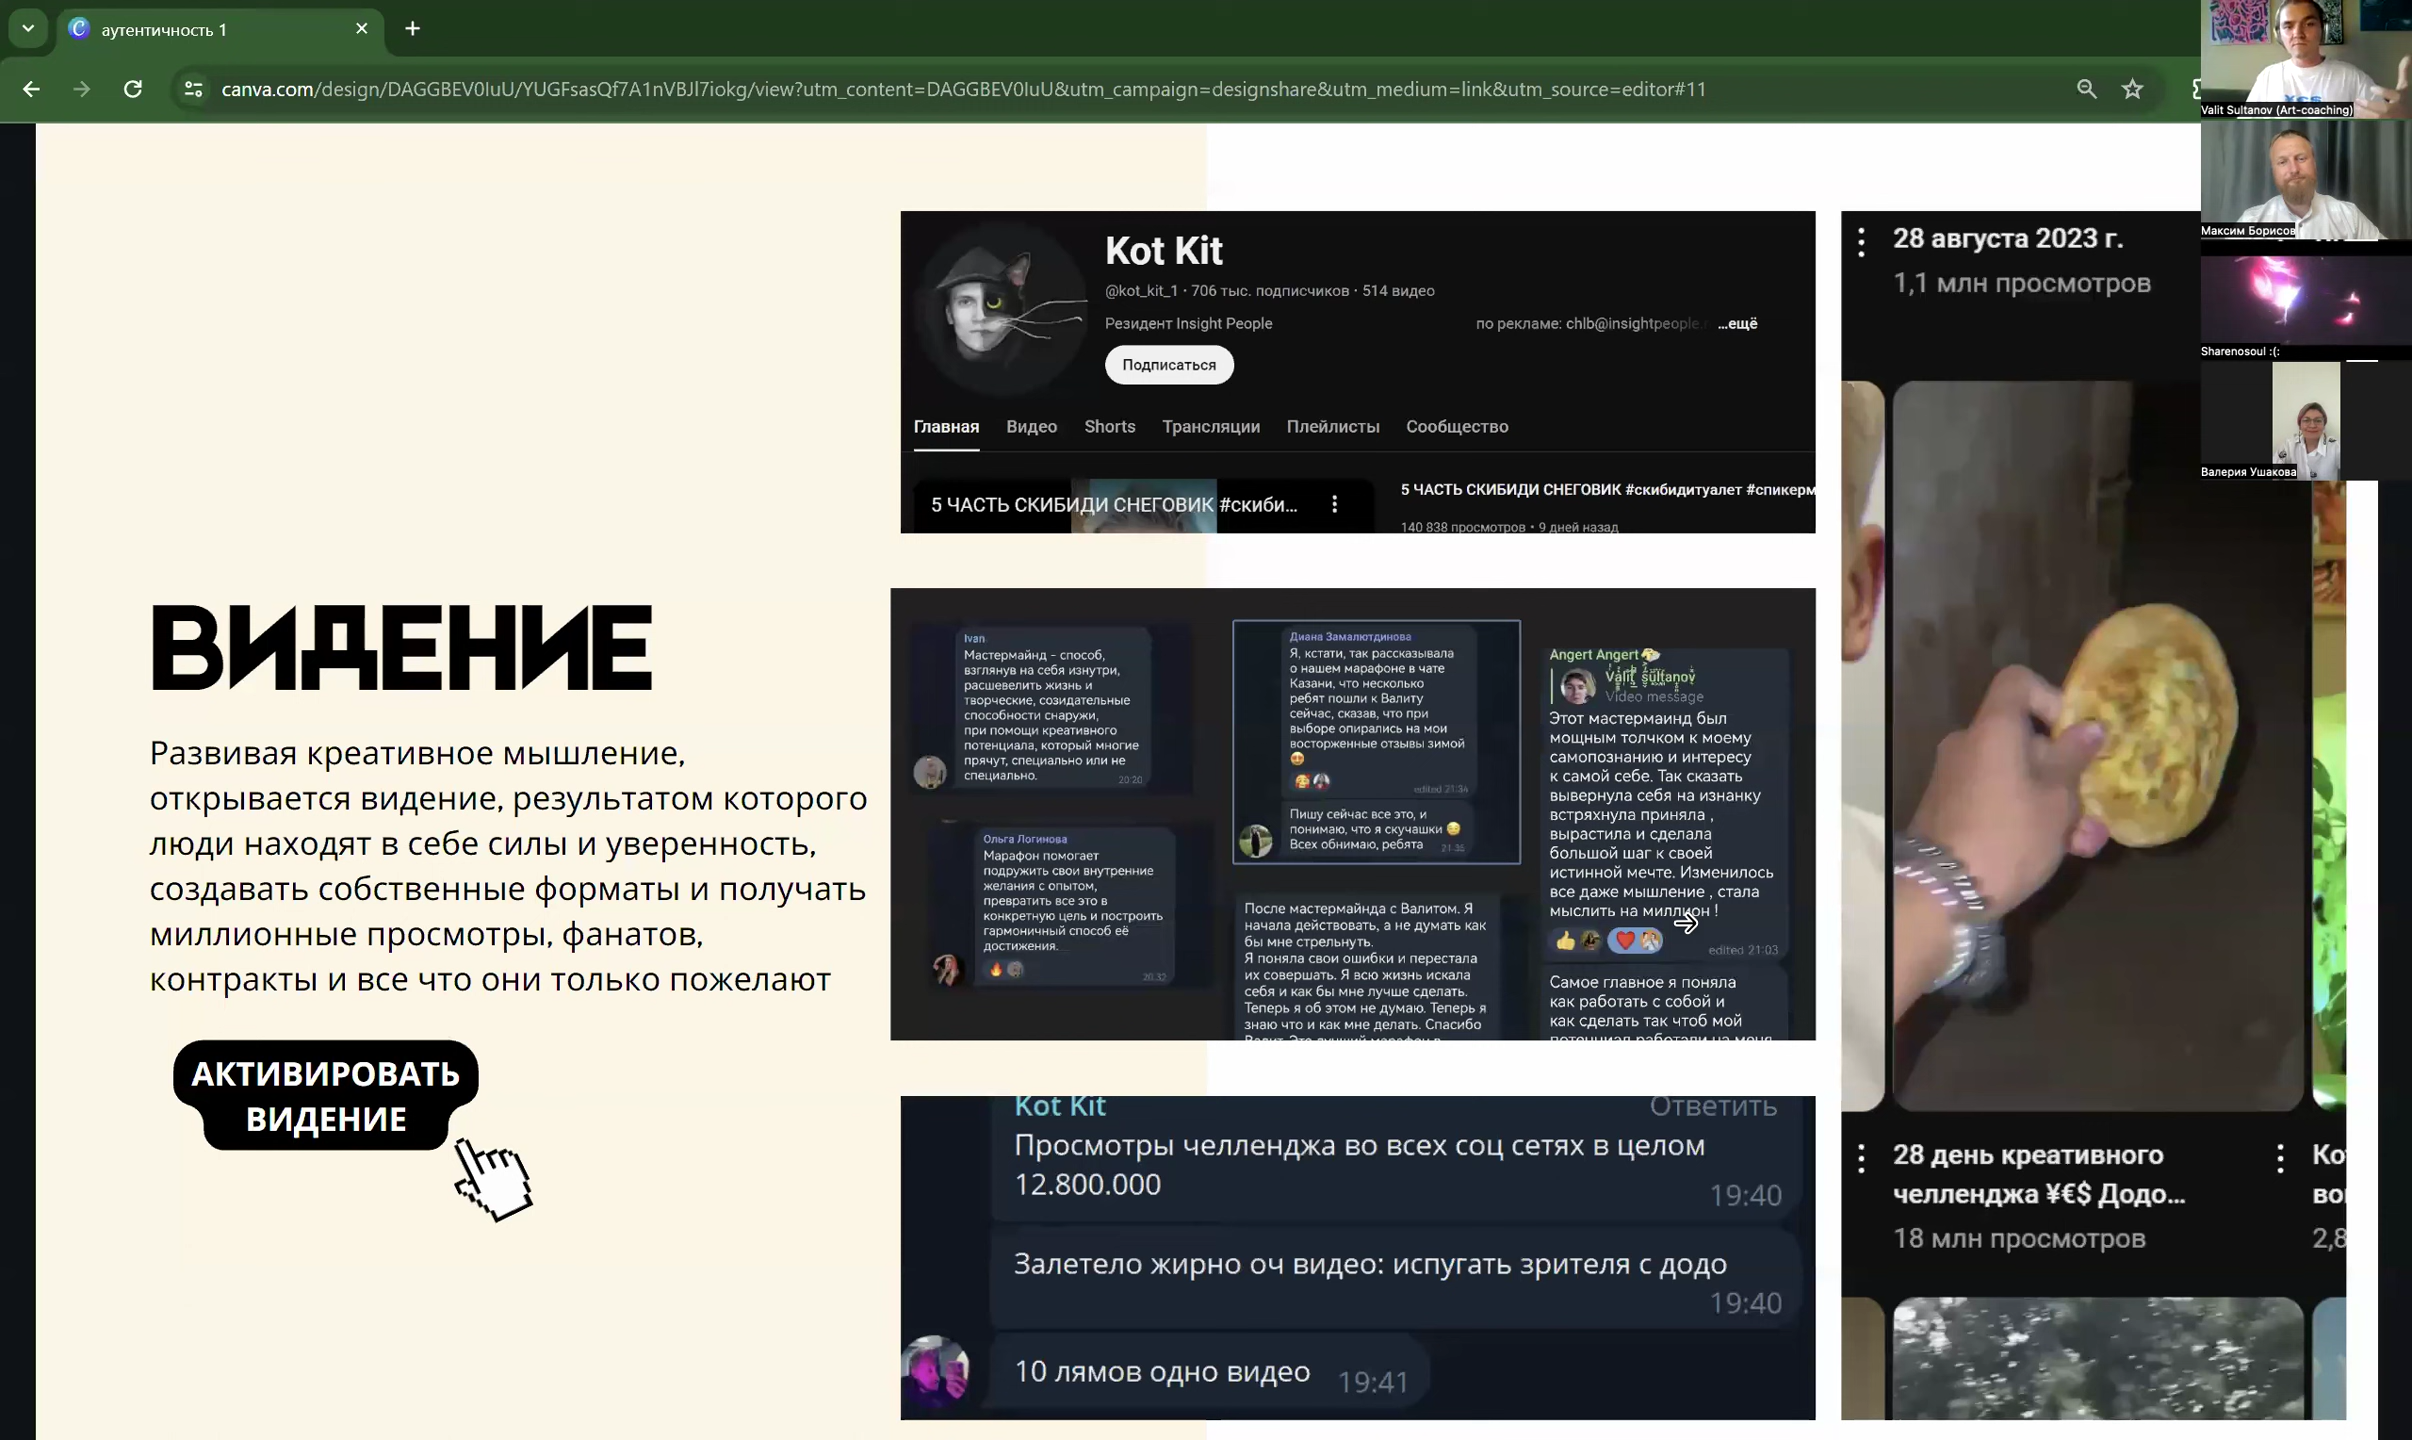 аутентичность 1
canva.com/design/DAGGBEV0IuU/YUGFsasQf7A1nVBJl7iokg/view?utm_content=DAGGBEV0IuU&utm_campaign=designshare&utm_medium=link&utm_source=editor#11
ВИДЕНИЕ
Развивая креативное мышление,
открывается видение, результатом которого
люди находят в себе силы и уверенность,
создавать собственные форматы и получать
миллионные просмотры, фанатов,
контракты и все что они только пожелают
АКТИВИРОВАТЬ
ВИДЕНИЕ
Kot Kit
@kot_kit_1 · 706 тыс. подписчиков · 514 видео
Резидент Insight People
по рекламе: chlb@insightpeople. ...ещё
Подписаться
Главная Видео Shorts Трансляции Плейлисты Сообщество
5 ЧАСТЬ СКИБИДИ СНЕГОВИК #скиби...
5 ЧАСТЬ СКИБИДИ СНЕГОВИК #скибидитуалет #спикерм
140 838 просмотров · 9 дней назад
Ivan
Мастермайнд - способ,
взглянув на себя изнутри,
расшевелить жизнь и
творческие, созидательные
способности снаружи,
при помощи креативного
потенциала, который многие
прячут, специально или не
специально.
20:20
Ольга Логинова
Марафон помогает
подружить свои внутренние
желания с опытом,
превратить все это в
конкретную цель и построить
гармоничный способ её
достижения.
20:32
Диана Замалютдинова
Я, кстати, так рассказывала
о нашем марафоне в чате
Казани, что несколько
ребят пошли к Валиту
сейчас, сказав, что при
выборе опирались на мои
восторженные отзывы зимой
😍
edited 21:34
Пишу сейчас все это, и
понимаю, что я скучашки
Всех обнимаю, ребята
21:35
После мастермайнда с Валитом. Я
начала действовать, а не думать как
бы мне стрельнуть.
Я поняла свои ошибки и перестала
их совершать. Я всю жизнь искала
себя и как бы мне лучше сделать.
Теперь я об этом не думаю. Теперь я
знаю что и как мне делать. Спасибо
Angert Angert
Valit Sultanov
Video message
Этот мастермаинд был
мощным толчком к моему
самопознанию и интересу
к самой себе. Так сказать
вывернула себя на изнанку
встряхнула приняла ,
вырастила и сделала
большой шаг к своей
истинной мечте. Изменилось
все даже мышление , стала
мыслить на миллион !
edited 21:03
Самое главное я поняла
как работать с собой и
как сделать так чтоб мой
Kot Kit
Ответить
Просмотры челленджа во всех соц сетях в целом
12.800.000
19:40
Залетело жирно оч видео: испугать зрителя с додо
19:40
10 лямов одно видео 19:41
28 августа 2023 г.
1,1 млн просмотров
28 день креативного
челленджа ¥€$ Додо...
18 млн просмотров
2,8
Valit Sultanov (Art-coaching)
Максим Борисов
Sharenosoul :(:
Валерия Ушакова